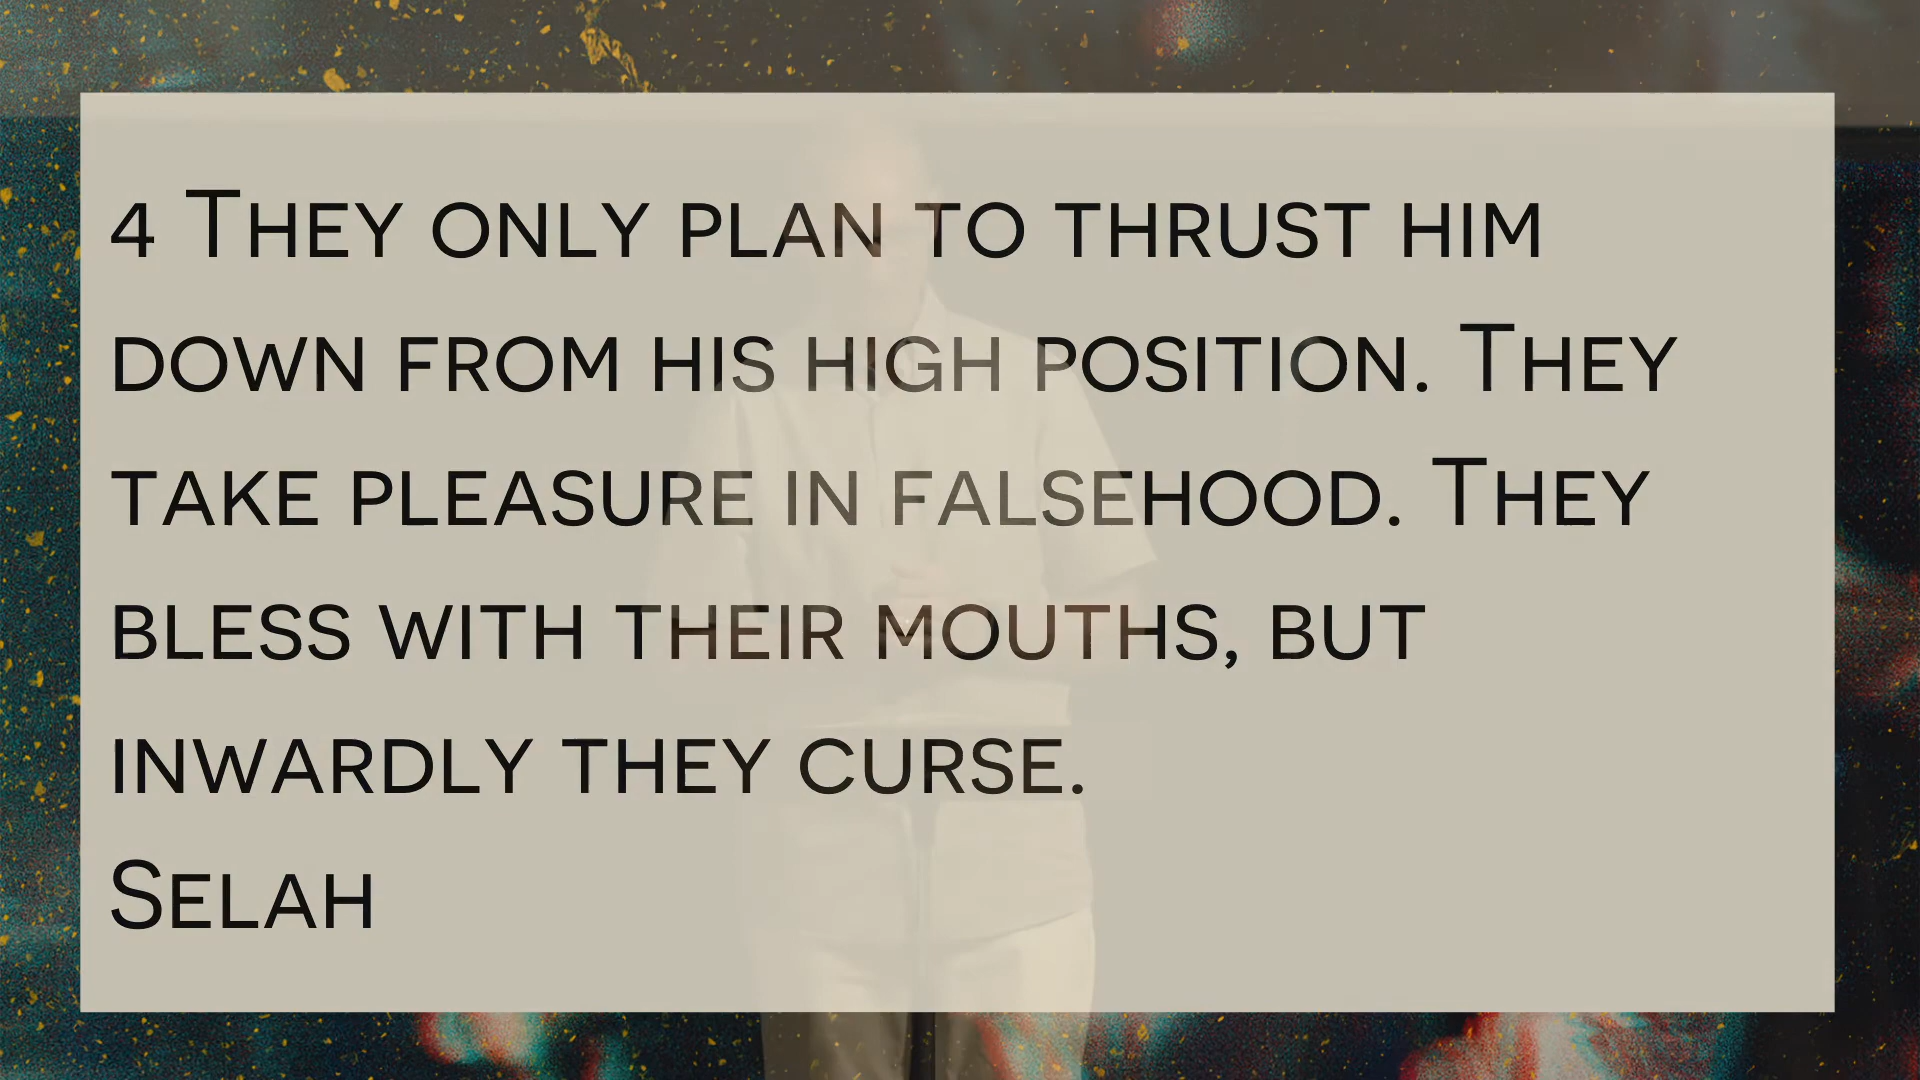 4 They only plan to thrust him
down from his high position. They
take pleasure in falsehood. They
bless with their mouths, but
inwardly they curse.
Selah